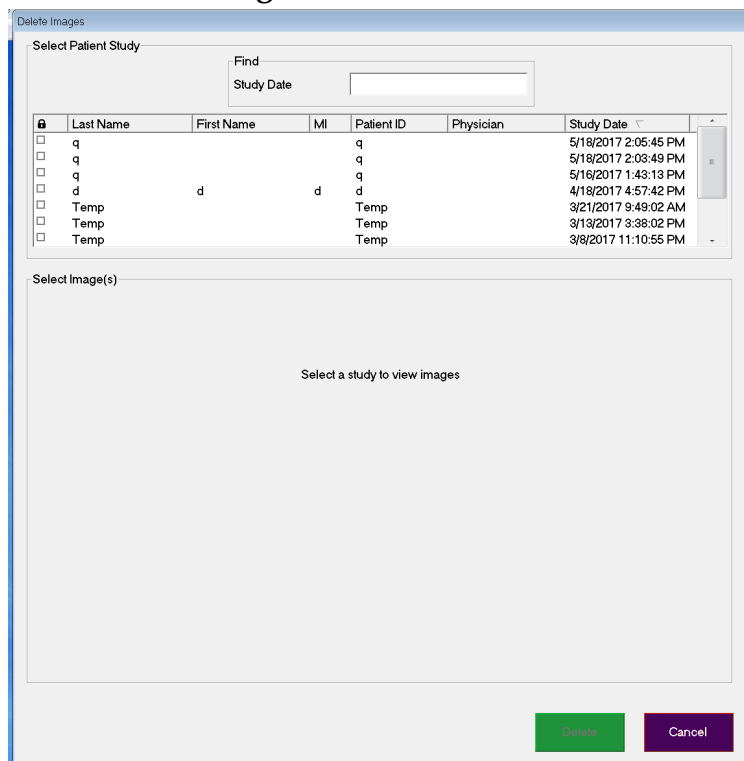 Delete Images
Select Patient Study
Find
Study Date
Last Name First Name MI Patient ID Physician Study Date
q q 5/18/2017 2:05:45 PM
q q 5/18/2017 2:03:49 PM
q q 5/16/2017 1:43:13 PM
d d d d 4/18/2017 4:57:42 PM
Temp Temp 3/21/2017 9:49:02 AM
Temp Temp 3/13/2017 3:38:02 PM
Temp Temp 3/8/2017 11:10:55 PM
Select Image(s)
Select a study to view images
Delete Cancel